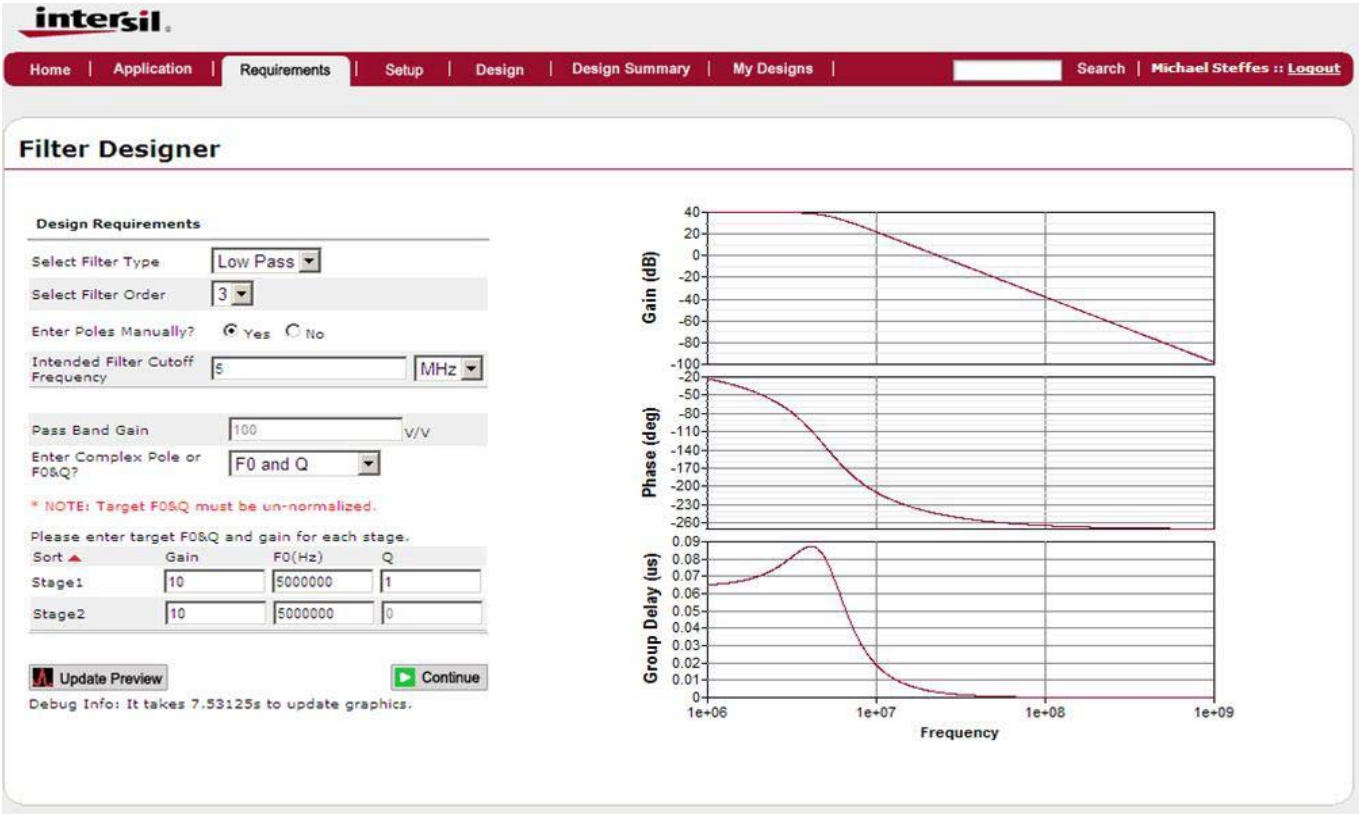 intersil.
Home | Application | Requirements | Setup | Design | Design Summary | My Designs | Search | Michael Steffes :: Logout
Filter Designer
Design Requirements
Select Filter Type Low Pass
Select Filter Order 3
Enter Poles Manually? Yes No
Intended Filter Cutoff Frequency 5 MHz
Pass Band Gain 100 V/V
Enter Complex Pole or F0&Q? F0 and Q
* NOTE: Target F0&Q must be un-normalized.
Please enter target F0&Q and gain for each stage.
Sort Gain F0(Hz) Q
Stage1 10 5000000 1
Stage2 10 5000000 0
Update Preview Continue
Debug Info: It takes 7.53125s to update graphics.
Gain (dB)
40
20
0
-20
-40
-60
-80
-100
Phase (deg)
-20
-50
-80
-110
-140
-170
-200
-230
-260
Group Delay (us)
0.09
0.08
0.07
0.06
0.05
0.04
0.03
0.02
0.01
0
1e+06 1e+07 1e+08 1e+09
Frequency